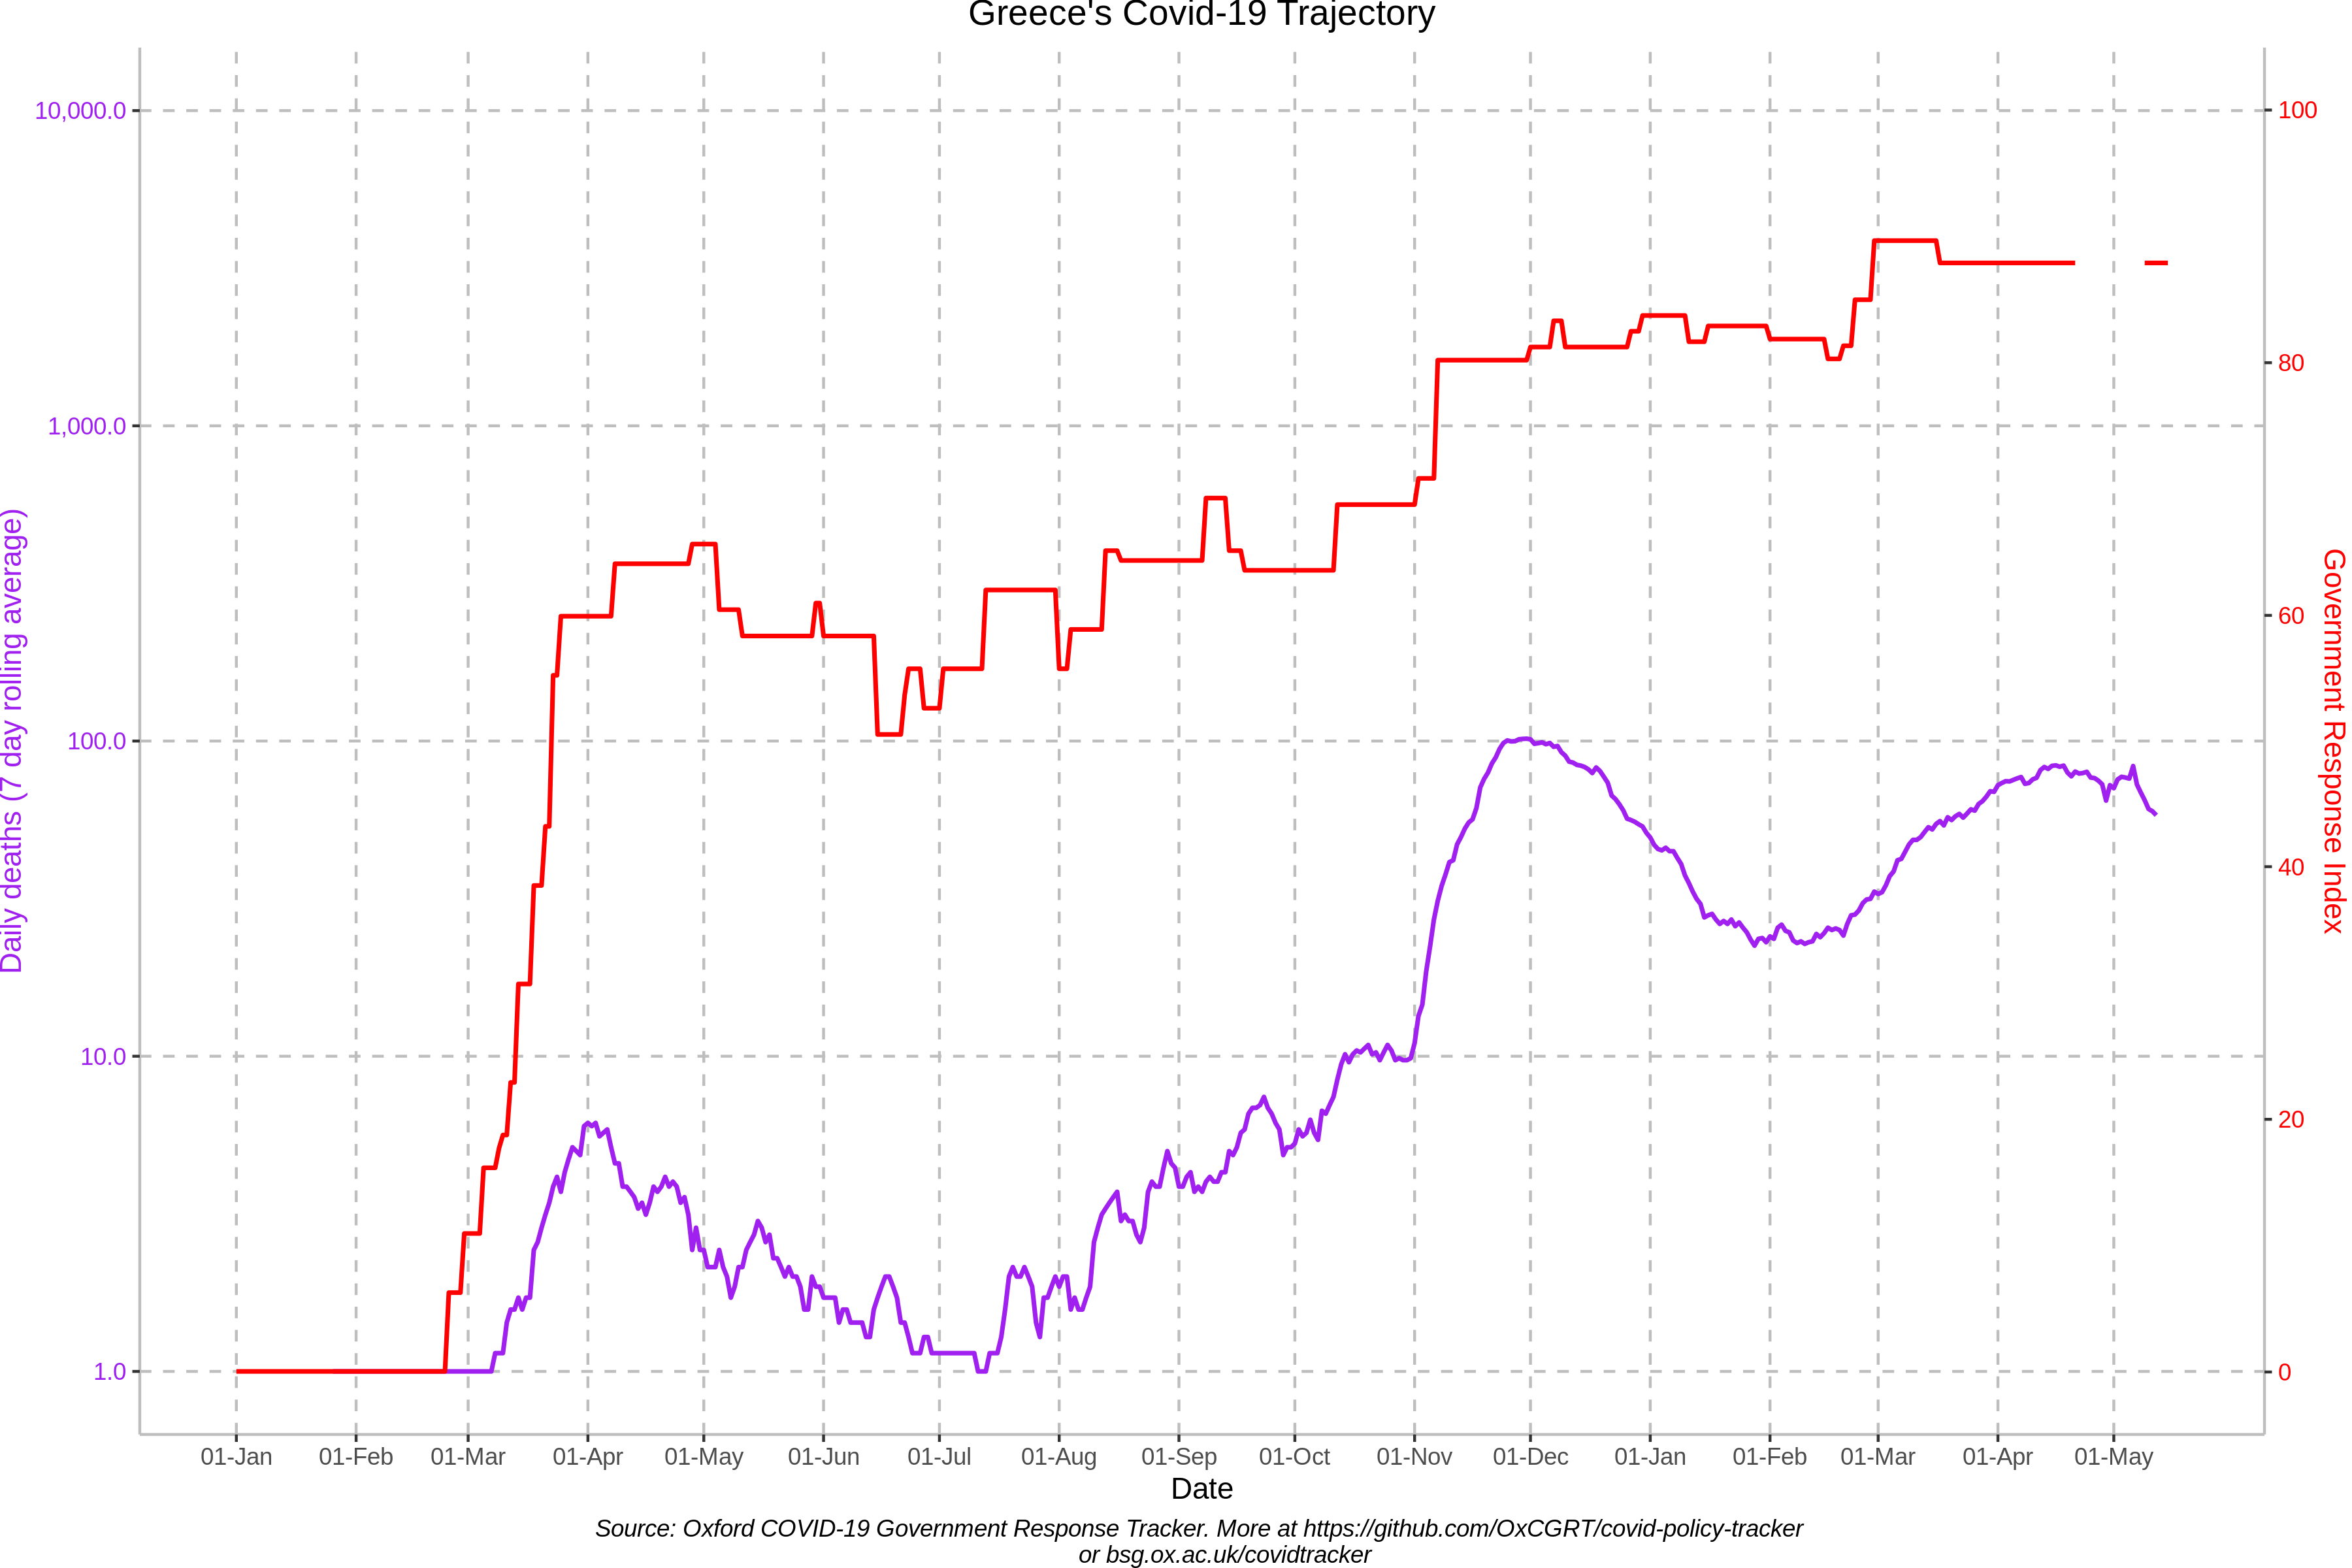 Greece's Covid-19 Trajectory
10,000.0
1,000.0
100.0
10.0
1.0
Daily deaths (7 day rolling average)
100
80
60
40
20
0
Government Response Index
01-Jan 01-Feb 01-Mar 01-Apr 01-May 01-Jun 01-Jul 01-Aug 01-Sep 01-Oct 01-Nov 01-Dec 01-Jan 01-Feb 01-Mar 01-Apr 01-May
Date
Source: Oxford COVID-19 Government Response Tracker. More at https://github.com/OxCGRT/covid-policy-tracker
or bsg.ox.ac.uk/covidtracker